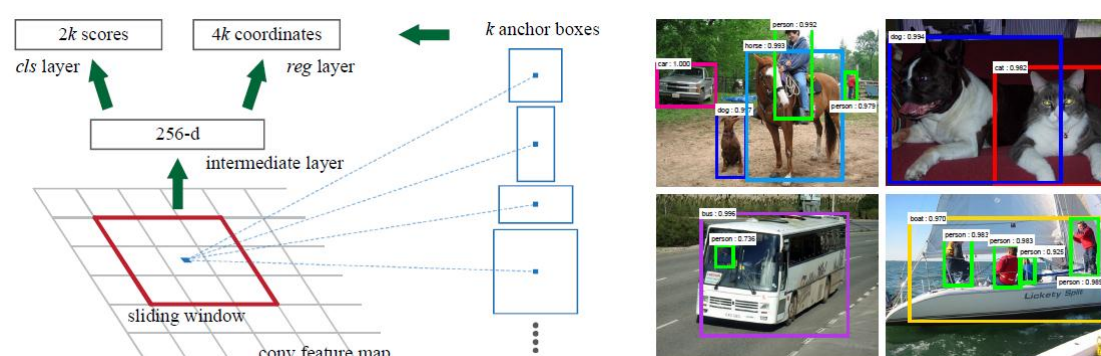 2k scores
4k coordinates
k anchor boxes
cls layer
reg layer
256-d
intermediate layer
sliding window
conv feature map
person : 0.992
horse : 0.993
car : 1.000
dog : 0.997
person : 0.979
dog : 0.994
cat : 0.982
bus : 0.996
person : 0.736
boat : 0.970
person : 0.983
person : 0.983
person : 0.925
person : 0.989
Lickety Split